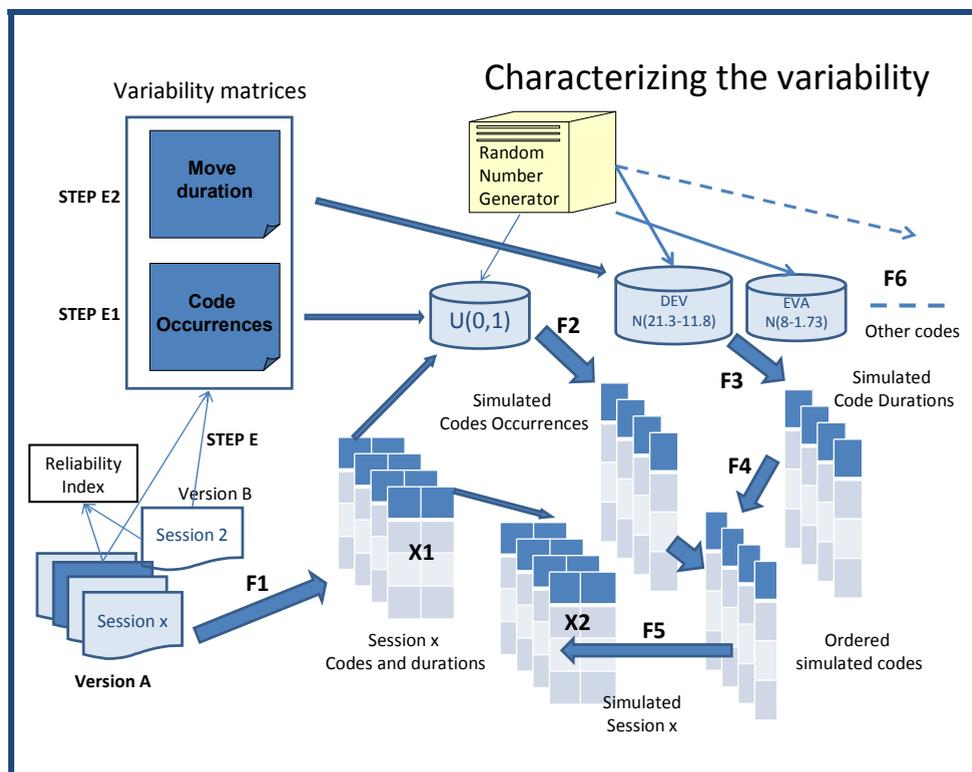 Characterizing the variability
Variability matrices
Move
duration
STEP E2
Code
Occurrences
STEP E1
Random
Number
Generator
U(0,1)
DEV
N(21.3-11.8)
EVA
N(8-1.73)
F6
Other codes
F2
F3
Simulated
Codes Occurrences
Simulated
Code Durations
STEP E
Reliability
Index
Version B
Session 2
Session x
Version A
F1
X1
Session x
Codes and durations
F4
X2
F5
Simulated
Session x
Ordered
simulated codes